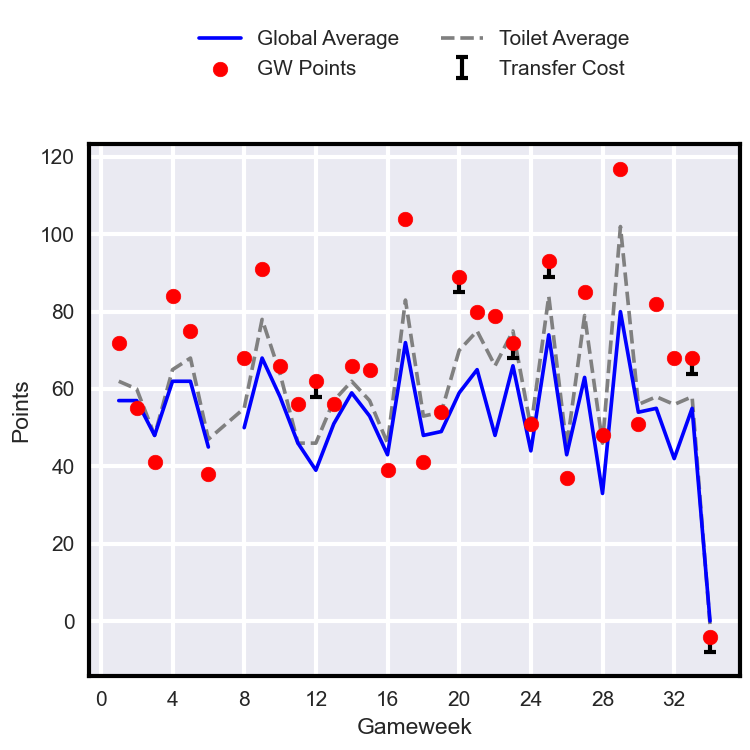 Global Average
Toilet Average
GW Points
Transfer Cost
120
100
80
60
40
20
0
Points
0 4 8 12 16 20 24 28 32
Gameweek